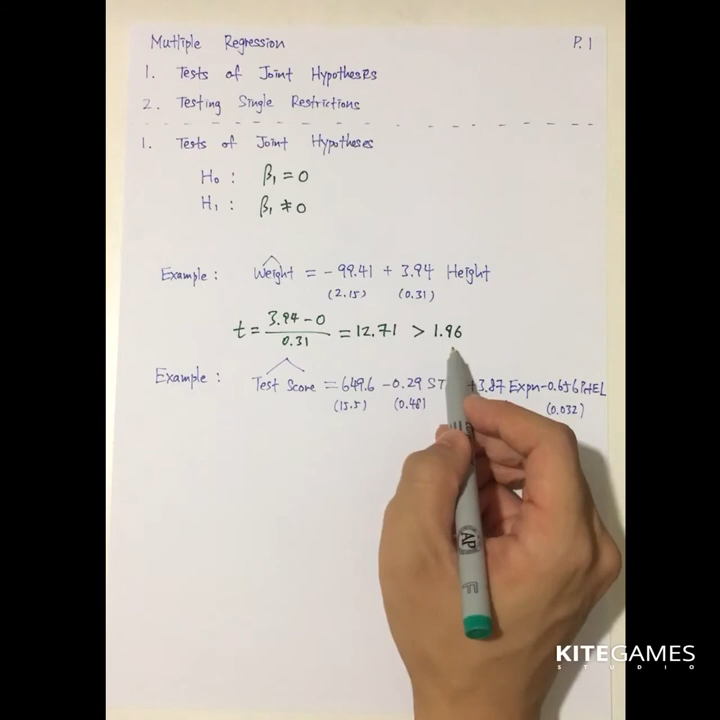 Mutliple Regression P.1
1. Tests of Joint Hypotheses
2. Testing Single Restrictions
1. Tests of Joint Hypotheses
H₀ : β₁ = 0
H₁ : β₁ ≠ 0
Example : Weight = - 99.41 + 3.94 Height
(2.15) (0.31)
t = (3.94 - 0) / 0.31 = 12.71 > 1.96
Example : Test Score = 649.6 - 0.29 ST +3.87 Expn - 0.656
(15.5) (0.48) (0.032)
AP
F
KITEGAMES
STUDIO